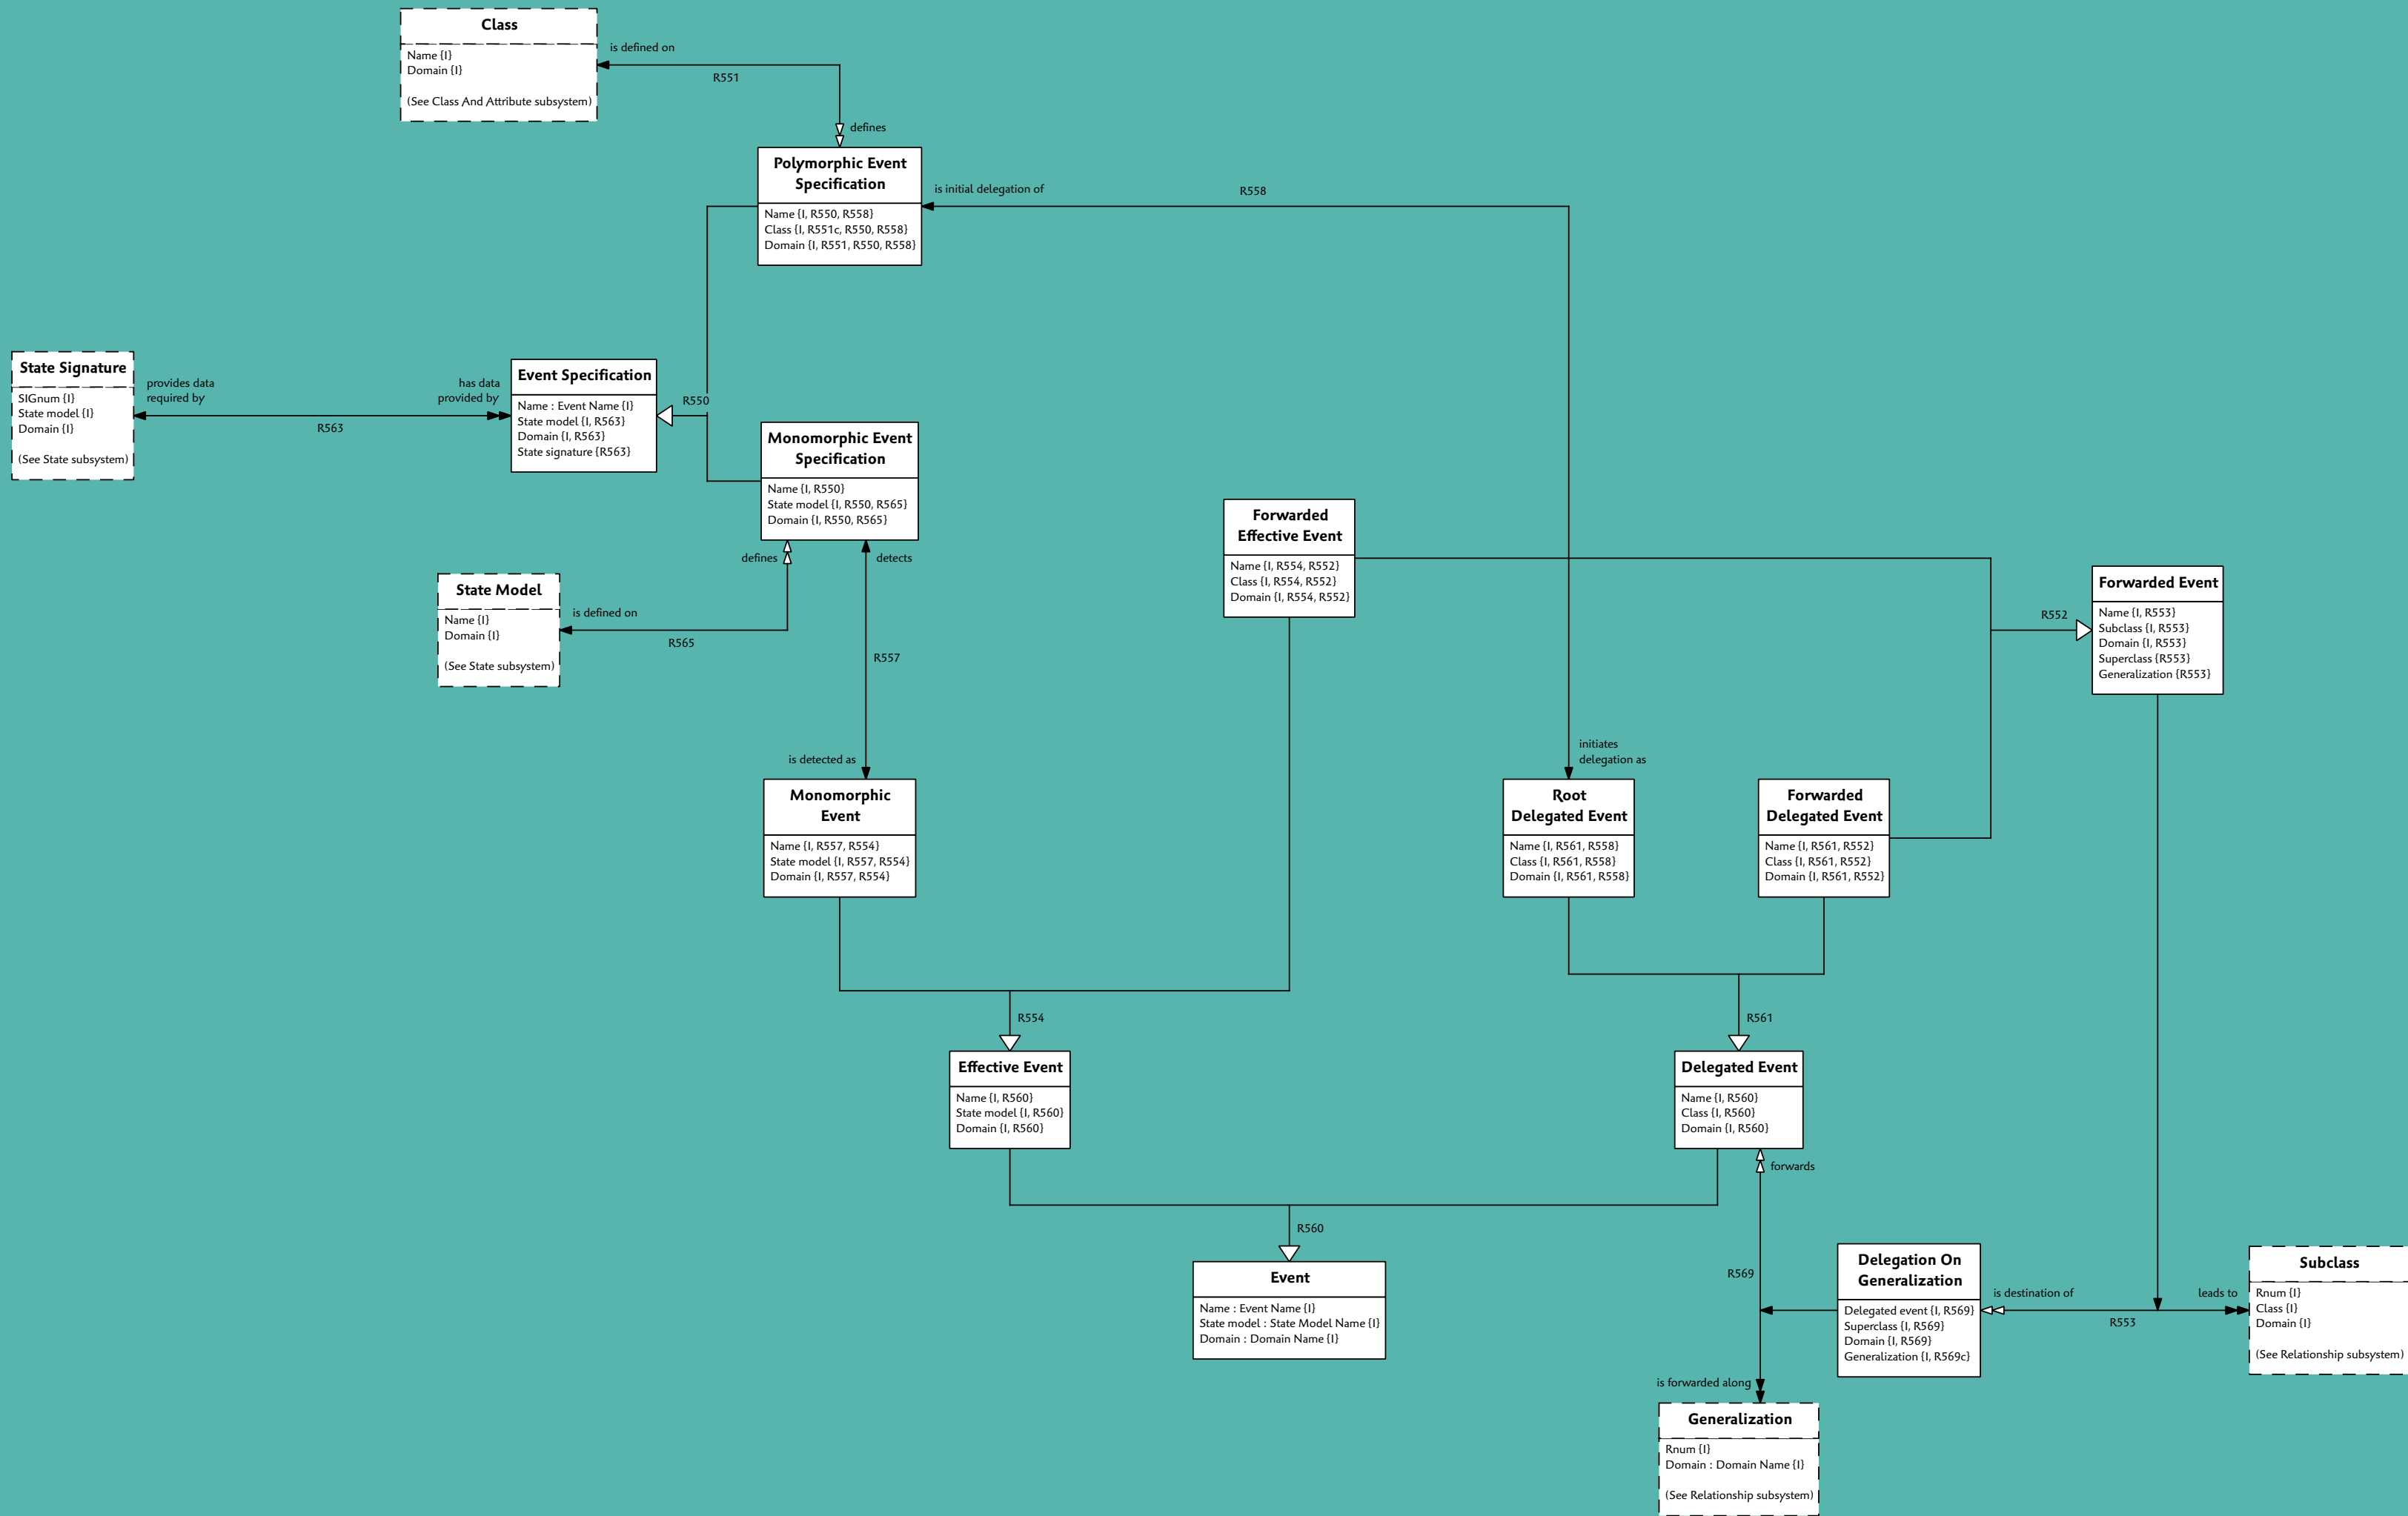 Class
Name {I}
Domain {I}
(See Class And Attribute subsystem)
is defined on
R551
defines
Polymorphic Event
Specification
Name {I, R550, R558}
Class {I, R551c, R550, R558}
Domain {I, R551, R550, R558}
is initial delegation of
R558
State Signature
SIGnum {I}
State model {I}
Domain {I}
(See State subsystem)
provides data
required by
R563
has data
provided by
Event Specification
Name : Event Name {I}
State model {I, R563}
Domain {I, R563}
State signature {R563}
R550
Monomorphic Event
Specification
Name {I, R550}
State model {I, R550, R565}
Domain {I, R550, R565}
defines
detects
State Model
Name {I}
Domain {I}
(See State subsystem)
is defined on
R565
R557
is detected as
Forwarded
Effective Event
Name {I, R554, R552}
Class {I, R554, R552}
Domain {I, R554, R552}
R552
Forwarded Event
Name {I, R553}
Subclass {I, R553}
Domain {I, R553}
Superclass {R553}
Generalization {R553}
initiates
delegation as
Monomorphic
Event
Name {I, R557, R554}
State model {I, R557, R554}
Domain {I, R557, R554}
Root
Delegated Event
Name {I, R561, R558}
Class {I, R561, R558}
Domain {I, R561, R558}
Forwarded
Delegated Event
Name {I, R561, R552}
Class {I, R561, R552}
Domain {I, R561, R552}
R554
R561
Effective Event
Name {I, R560}
State model {I, R560}
Domain {I, R560}
Delegated Event
Name {I, R560}
Class {I, R560}
Domain {I, R560}
forwards
R560
Event
Name : Event Name {I}
State model : State Model Name {I}
Domain : Domain Name {I}
R569
Delegation On
Generalization
Delegated event {I, R569}
Superclass {I, R569}
Domain {I, R569}
Generalization {I, R569c}
is destination of
R553
leads to
Subclass
Rnum {I}
Class {I}
Domain {I}
(See Relationship subsystem)
is forwarded along
Generalization
Rnum {I}
Domain : Domain Name {I}
(See Relationship subsystem)